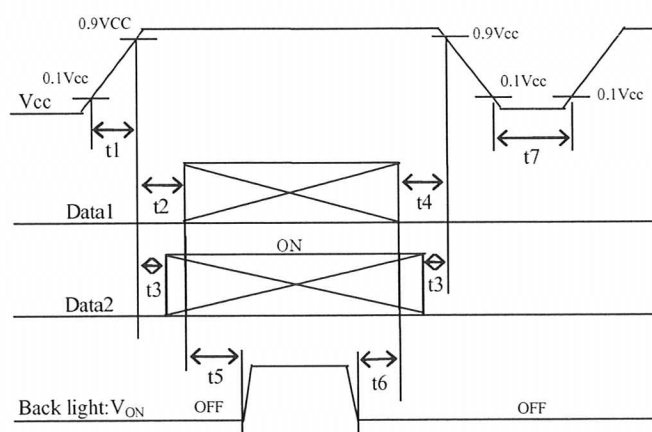 0.9VCC
0.9Vcc
0.1Vcc
0.1Vcc
0.1Vcc
Vcc
t1
t7
t2
t4
Data1
ON
t3
t3
Data2
t5
t6
Back light:VON
OFF
OFF